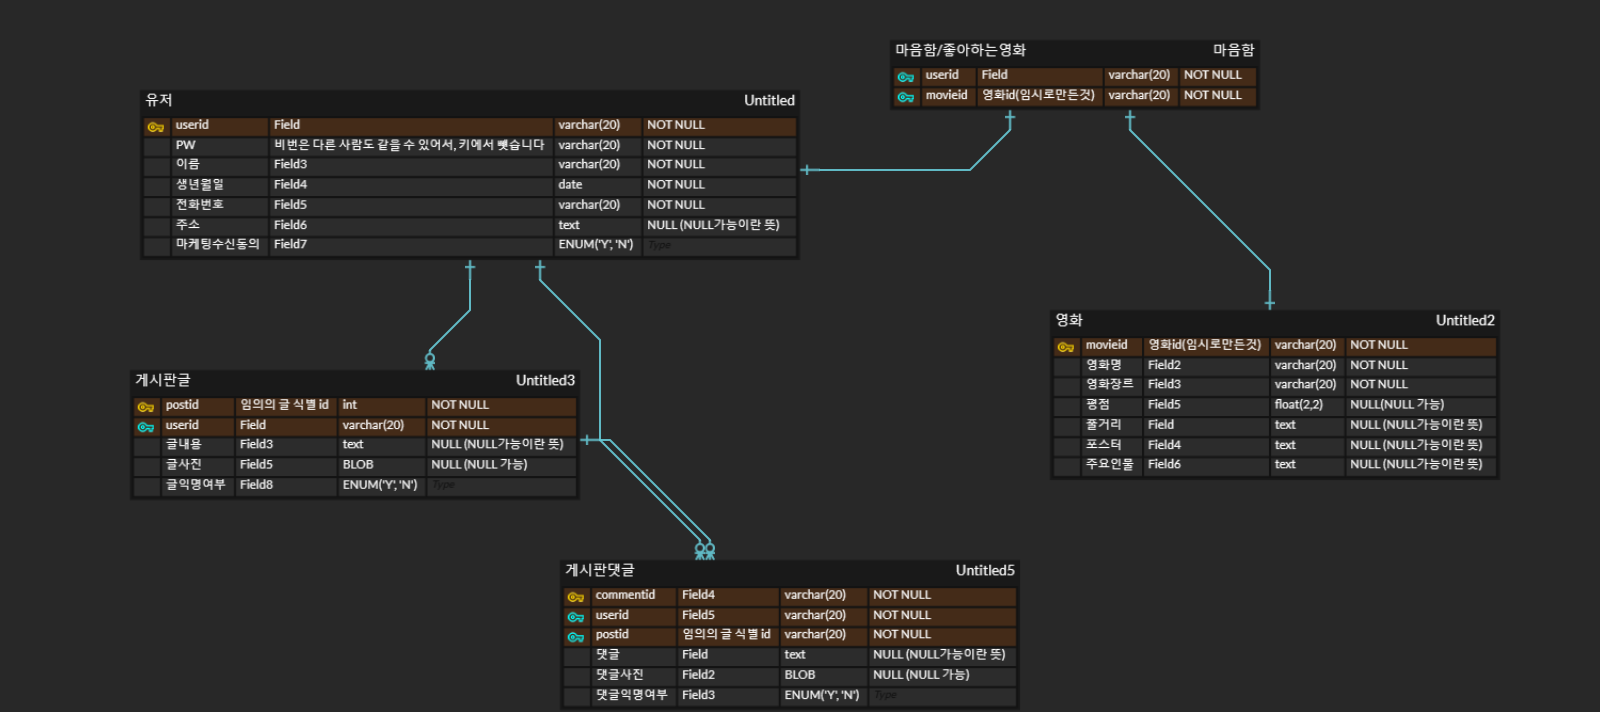 마음함/좋아하는영화 마음함
userid Field varchar(20) NOT NULL
movieid 영화id(임시로만든것) varchar(20) NOT NULL
유저 Untitled
userid Field varchar(20) NOT NULL
PW 비번은 다른 사람도 같을 수 있어서, 키에서 뺏습니다 varchar(20) NOT NULL
이름 Field3 varchar(20) NOT NULL
생년월일 Field4 date NOT NULL
전화번호 Field5 varchar(20) NOT NULL
주소 Field6 text NULL (NULL가능이란 뜻)
마케팅수신동의 Field7 ENUM('Y', 'N') Type
영화 Untitled2
movieid 영화id(임시로만든것) varchar(20) NOT NULL
영화명 Field2 varchar(20) NOT NULL
영화장르 Field3 varchar(20) NOT NULL
평점 Field5 float(2,2) NULL(NULL 가능)
줄거리 Field text NULL (NULL가능이란 뜻)
포스터 Field4 text NULL (NULL가능이란 뜻)
주요인물 Field6 text NULL (NULL가능이란 뜻)
게시판글 Untitled3
postid 임의의 글 식별 id int NOT NULL
userid Field varchar(20) NOT NULL
글내용 Field3 text NULL (NULL가능이란 뜻)
글사진 Field5 BLOB NULL (NULL 가능)
글익명여부 Field8 ENUM('Y', 'N') Type
게시판댓글 Untitled5
commentid Field4 varchar(20) NOT NULL
userid Field5 varchar(20) NOT NULL
postid 임의의 글 식별 id varchar(20) NOT NULL
댓글 Field text NULL (NULL가능이란 뜻)
댓글사진 Field2 BLOB NULL (NULL 가능)
댓글익명여부 Field3 ENUM('Y', 'N') Type